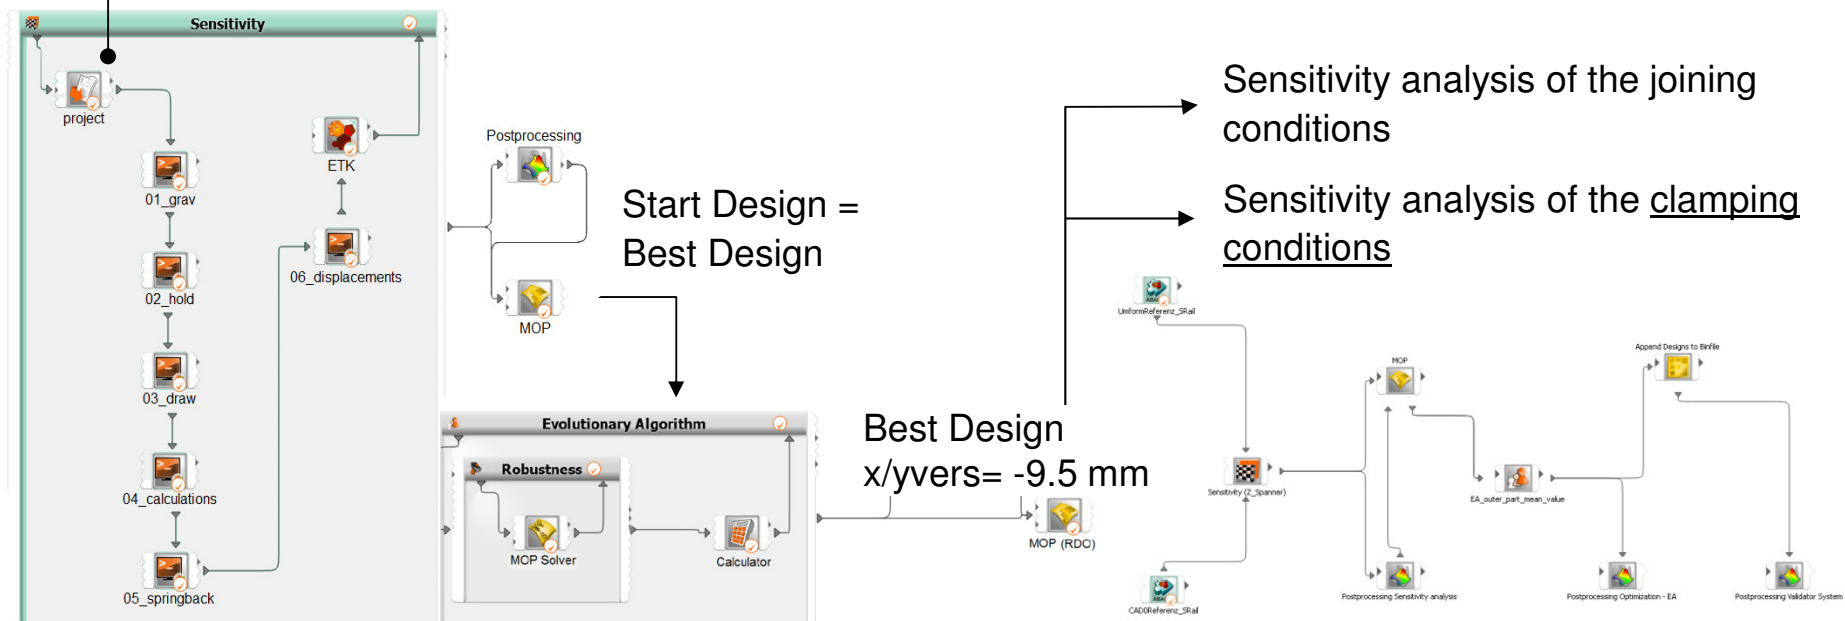 Sensitivity
project
01_grav
02_hold
03_draw
04_calculations
05_springback
06_displacements
ETK
Postprocessing
MOP
Start Design =
Best Design
Evolutionary Algorithm
Robustness
MOP Solver
Calculator
Best Design
x/yvers= -9.5 mm
MOP (RDO)
Sensitivity analysis of the joining
conditions
Sensitivity analysis of the clamping
conditions
ABAQ
UmformReferenz_SRail
Sensitivity (Z_Spanner)
ABAQ
CADReferenz_SRail
MOP
Postprocessing Sensitivity analysis
EA_outer_part_mean_value
Append Designs to Binfile
Postprocessing Optimization - EA
Postprocessing Validator System